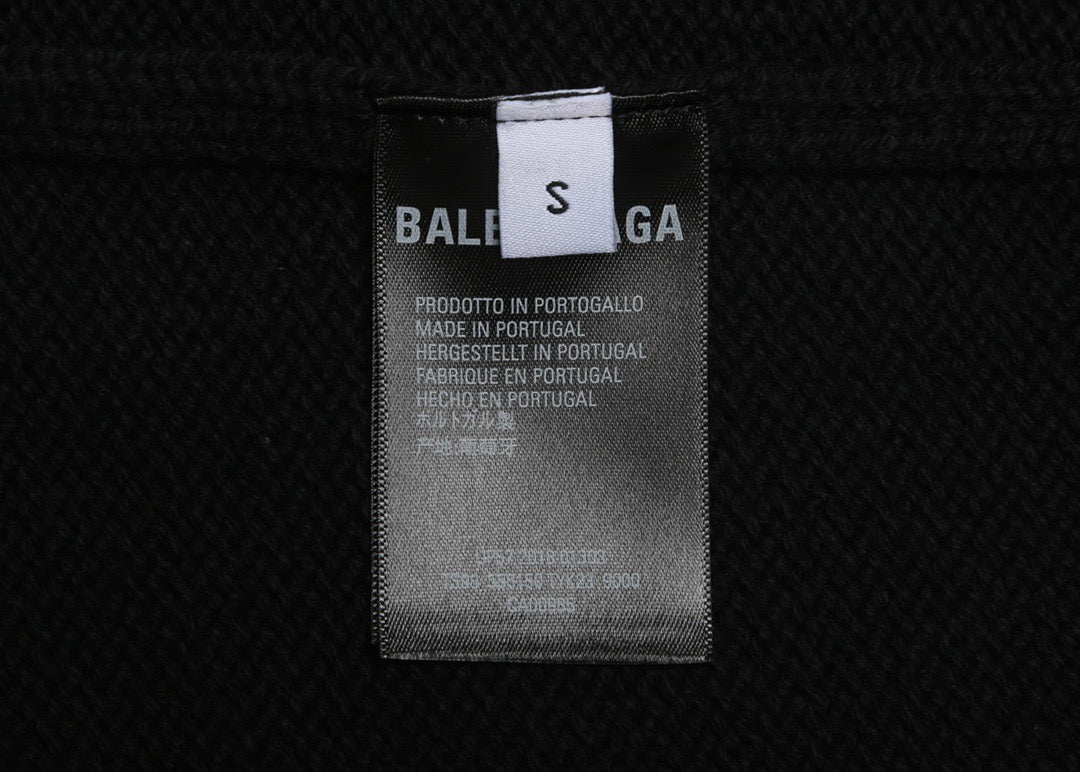 S
BALE AGA
PRODOTTO IN PORTOGALLO
MADE IN PORTUGAL
HERGESTELLT IN PORTUGAL
FABRIQUE EN PORTUGAL
HECHO EN PORTUGAL
ポルトガル製
产地:葡萄牙